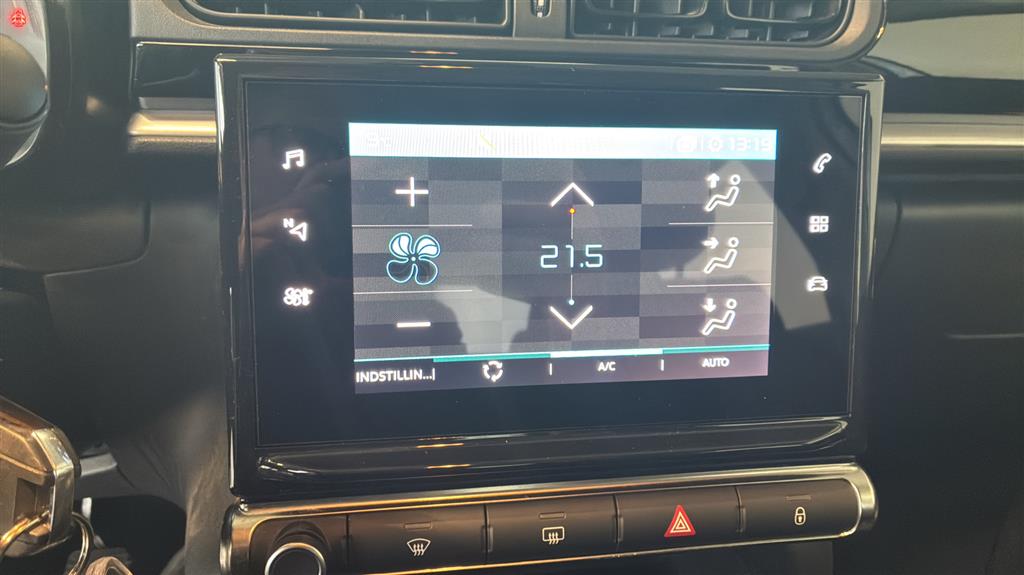 13:19
N
21.5
INDSTILLIN...| | A/C | AUTO